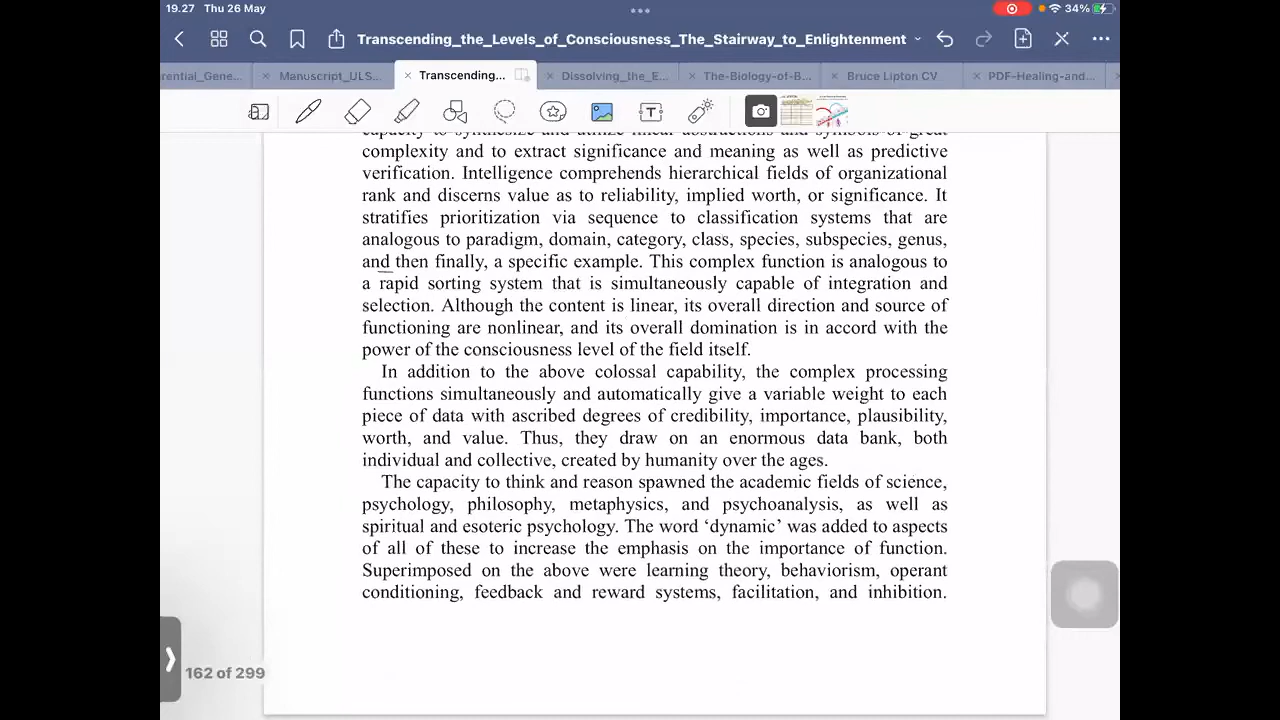 19.27 Thu 26 May
34%
Transcending_the_Levels_of_Consciousness_The_Stairway_to_Enlightenment
rential_Gene... Manuscript_ULS... Transcending... Dissolving_the_E... The-Biology-of-B... Bruce Lipton CV PDF-Healing-and...
capacity to synthesize and utilize linear abstractions and symbols of great
complexity and to extract significance and meaning as well as predictive
verification. Intelligence comprehends hierarchical fields of organizational
rank and discerns value as to reliability, implied worth, or significance. It
stratifies prioritization via sequence to classification systems that are
analogous to paradigm, domain, category, class, species, subspecies, genus,
and then finally, a specific example. This complex function is analogous to
a rapid sorting system that is simultaneously capable of integration and
selection. Although the content is linear, its overall direction and source of
functioning are nonlinear, and its overall domination is in accord with the
power of the consciousness level of the field itself.
In addition to the above colossal capability, the complex processing
functions simultaneously and automatically give a variable weight to each
piece of data with ascribed degrees of credibility, importance, plausibility,
worth, and value. Thus, they draw on an enormous data bank, both
individual and collective, created by humanity over the ages.
The capacity to think and reason spawned the academic fields of science,
psychology, philosophy, metaphysics, and psychoanalysis, as well as
spiritual and esoteric psychology. The word ‘dynamic’ was added to aspects
of all of these to increase the emphasis on the importance of function.
Superimposed on the above were learning theory, behaviorism, operant
conditioning, feedback and reward systems, facilitation, and inhibition.
162 of 299